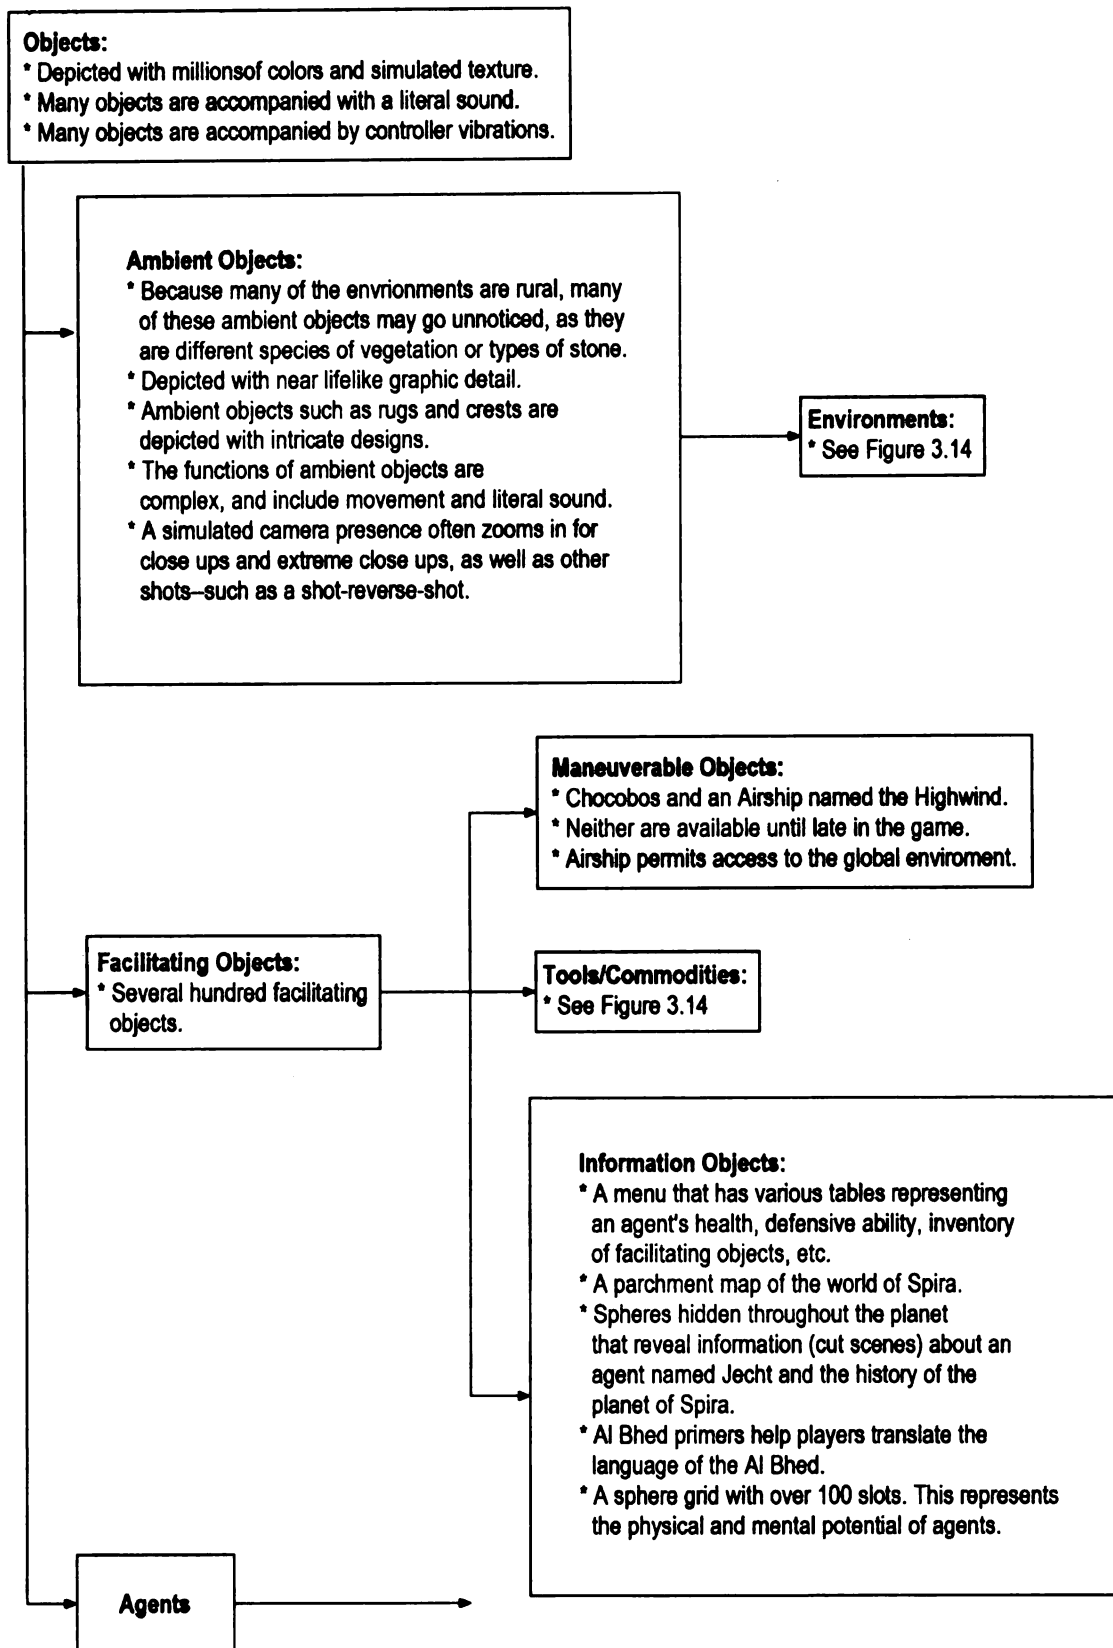 Objects:
* Depicted with millionsof colors and simulated texture.
* Many objects are accompanied with a literal sound.
* Many objects are accompanied by controller vibrations.
Ambient Objects:
* Because many of the envrionments are rural, many
of these ambient objects may go unnoticed, as they
are different species of vegetation or types of stone.
* Depicted with near lifelike graphic detail.
* Ambient objects such as rugs and crests are
depicted with intricate designs.
* The functions of ambient objects are
complex, and include movement and literal sound.
* A simulated camera presence often zooms in for
close ups and extreme close ups, as well as other
shots--such as a shot-reverse-shot.
Environments:
* See Figure 3.14
Maneuverable Objects:
* Chocobos and an Airship named the Highwind.
* Neither are available until late in the game.
* Airship permits access to the global enviroment.
Facilitating Objects:
* Several hundred facilitating
objects.
Tools/Commodities:
* See Figure 3.14
Information Objects:
* A menu that has various tables representing
an agent's health, defensive ability, inventory
of facilitating objects, etc.
* A parchment map of the world of Spira.
* Spheres hidden throughout the planet
that reveal information (cut scenes) about an
agent named Jecht and the history of the
planet of Spira.
* Al Bhed primers help players translate the
language of the Al Bhed.
* A sphere grid with over 100 slots. This represents
the physical and mental potential of agents.
Agents